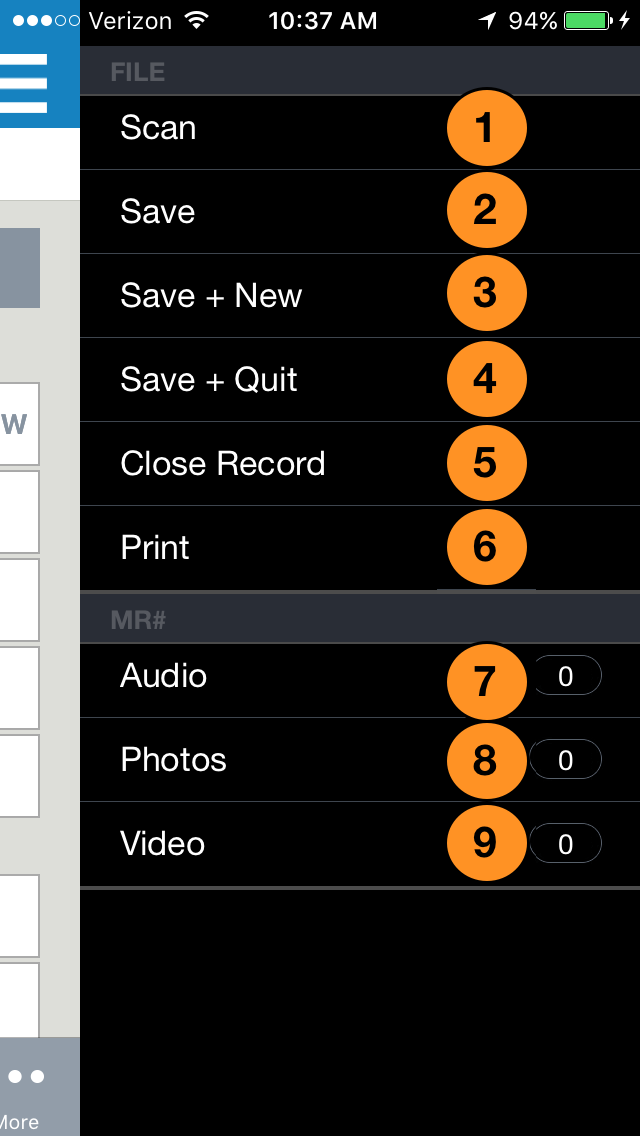 Verizon 10:37 AM 94%
FILE
Scan 1
Save 2
Save + New 3
Save + Quit 4
Close Record 5
Print 6
MR#
Audio 7 0
Photos 8 0
Video 9 0
W
More